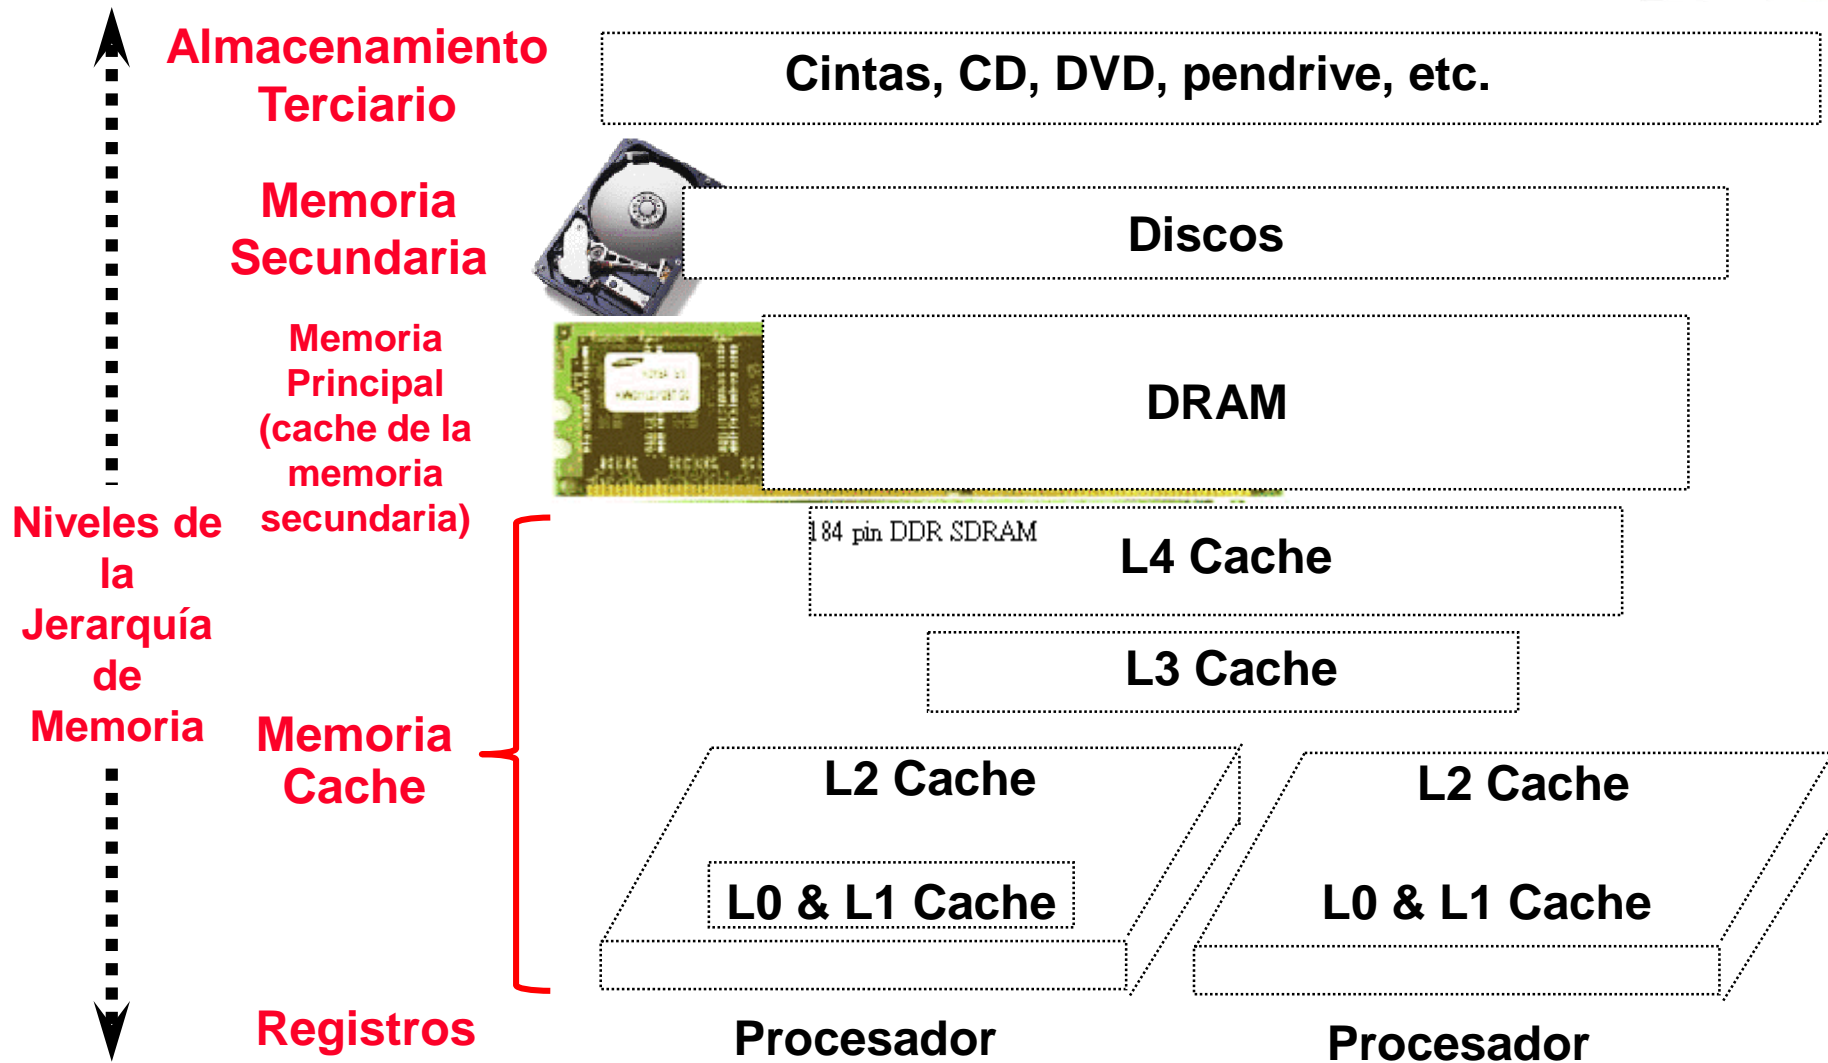 Almacenamiento
Terciario
Cintas, CD, DVD, pendrive, etc.
Memoria
Secundaria
Discos
Memoria
Principal
(cache de la
memoria
secundaria)
DRAM
Niveles de
la
Jerarquía
de
Memoria
184 pin DDR SDRAM
L4 Cache
L3 Cache
Memoria
Cache
L2 Cache
L0 & L1 Cache
L2 Cache
L0 & L1 Cache
Registros
Procesador
Procesador